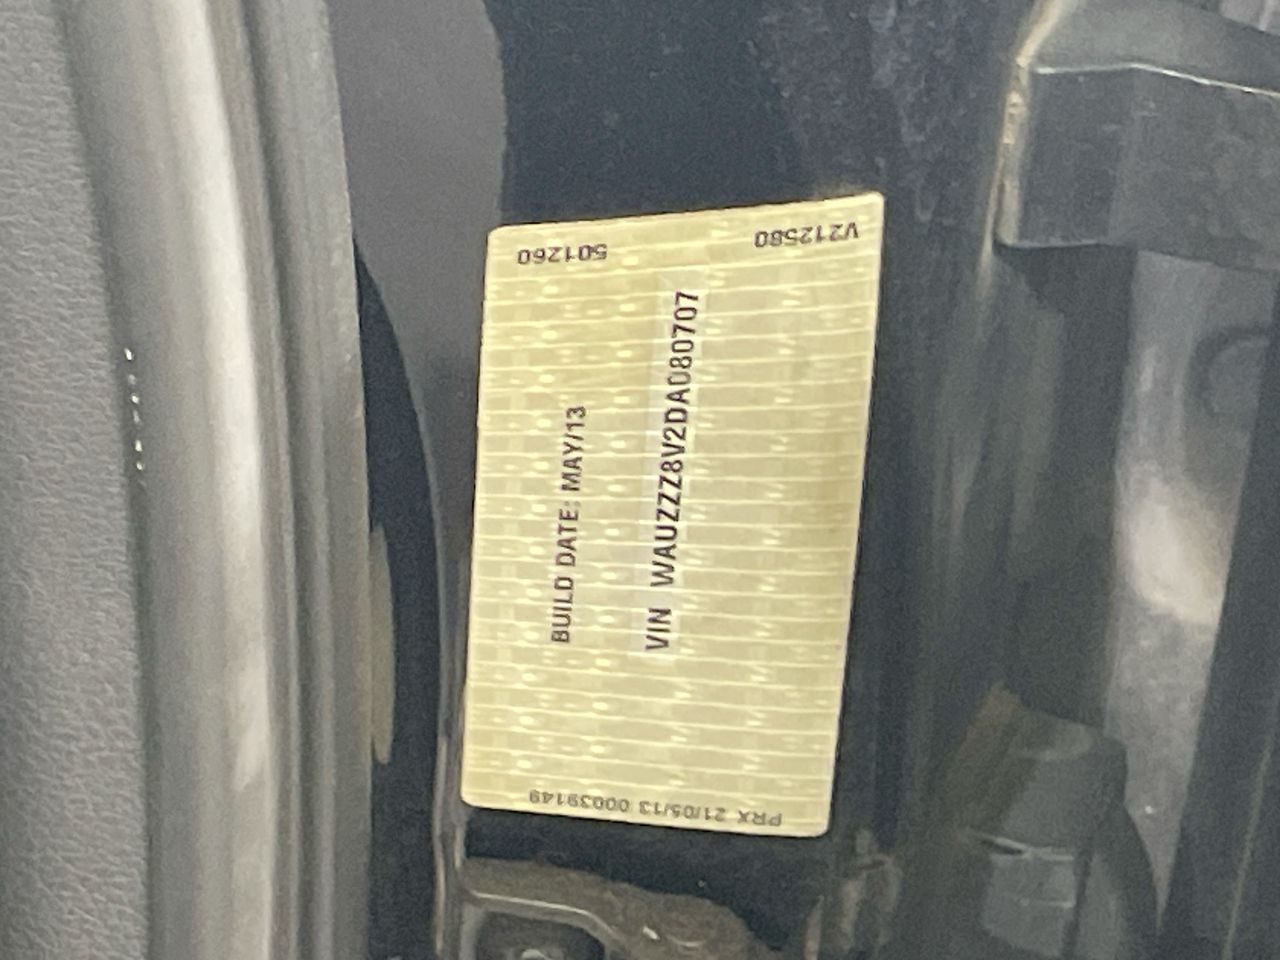 501260
V212580
BUILD DATE: MAY/13
VIN WAUZZZ8V2DA080707
PRX 21/05/13 00039149